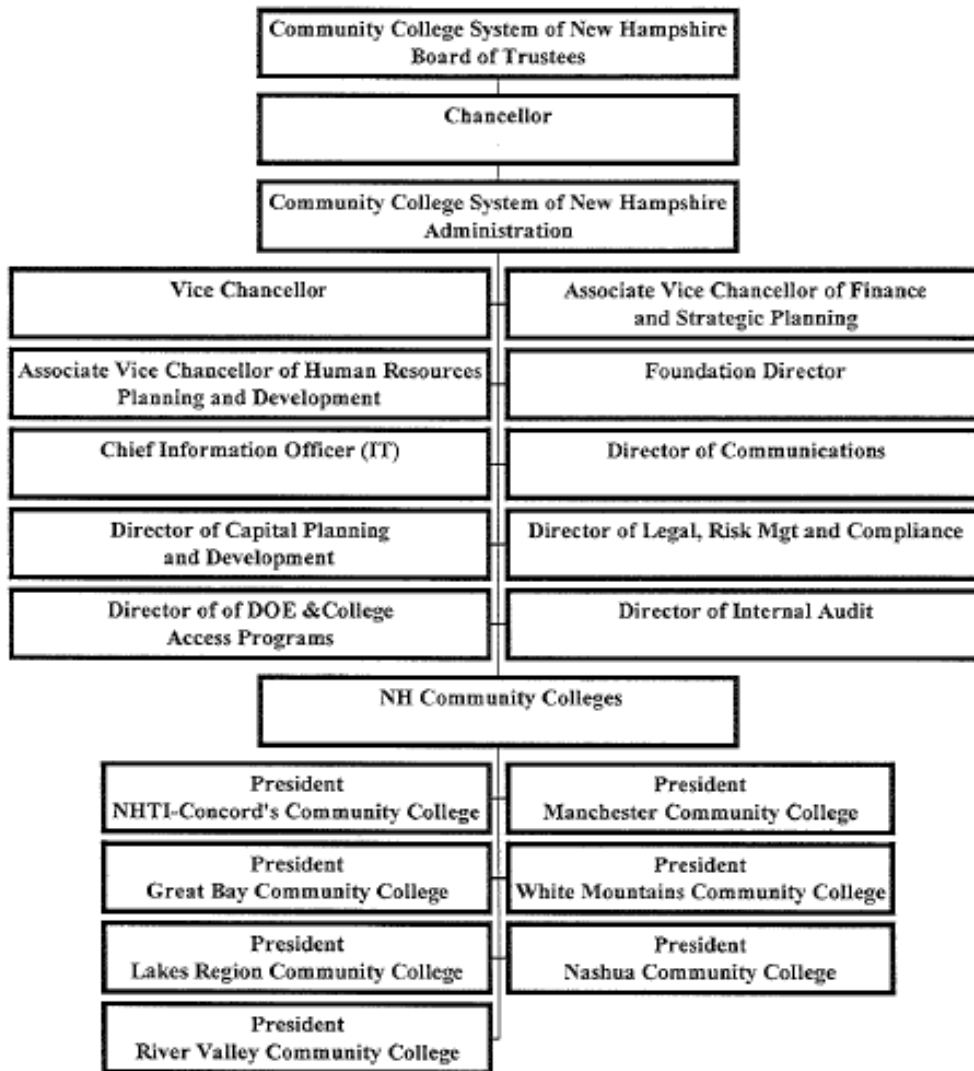 Community College System of New Hampshire
Board of Trustees
Chancellor
Community College System of New Hampshire
Administration
Vice Chancellor
Associate Vice Chancellor of Finance
and Strategic Planning
Associate Vice Chancellor of Human Resources
Planning and Development
Foundation Director
Chief Information Officer (IT)
Director of Communications
Director of Capital Planning
and Development
Director of Legal, Risk Mgt and Compliance
Director of of DOE &College
Access Programs
Director of Internal Audit
NH Community Colleges
President
NHTI-Concord's Community College
President
Manchester Community College
President
Great Bay Community College
President
White Mountains Community College
President
Lakes Region Community College
President
Nashua Community College
President
River Valley Community College